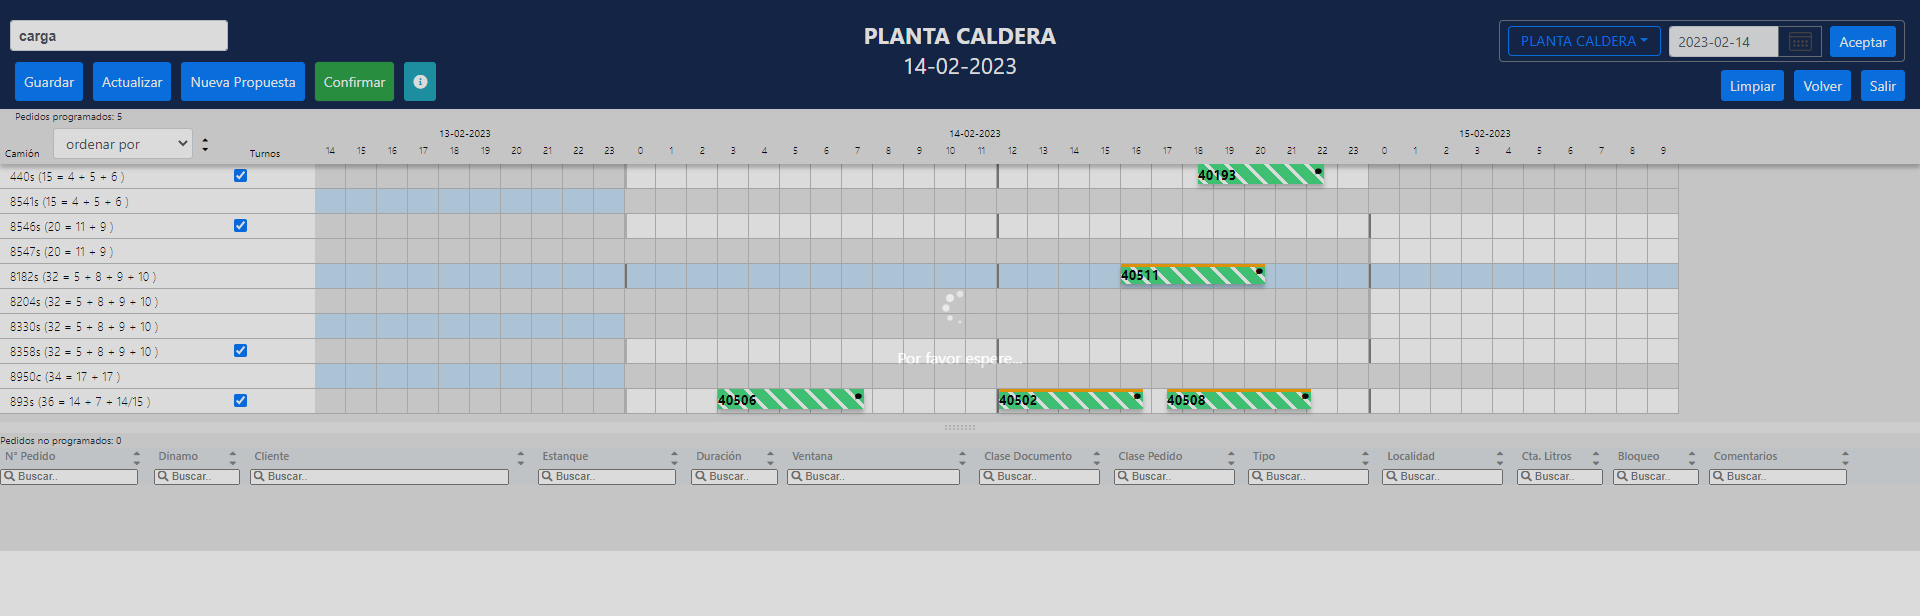 carga
PLANTA CALDERA
14-02-2023
PLANTA CALDERA
2023-02-14
Aceptar
Guardar
Actualizar
Nueva Propuesta
Confirmar
Limpiar
Volver
Salir
Pedidos programados: 5
13-02-2023
14-02-2023
15-02-2023
Camión
ordenar por
Turnos
14 15 16 17 18 19 20 21 22 23 0 1 2 3 4 5 6 7 8 9 10 11 12 13 14 15 16 17 18 19 20 21 22 23 0 1 2 3 4 5 6 7 8 9
440s (15 = 4 + 5 + 6 )
40193
8541s (15 = 4 + 5 + 6 )
8546s (20 = 11 + 9 )
8547s (20 = 11 + 9 )
8182s (32 = 5 + 8 + 9 + 10 )
40511
8204s (32 = 5 + 8 + 9 + 10 )
8330s (32 = 5 + 8 + 9 + 10 )
8358s (32 = 5 + 8 + 9 + 10 )
Por favor espere...
8950c (34 = 17 + 17 )
893s (36 = 14 + 7 + 14/15 )
40506
40502
40508
Pedidos no programados: 0
N° Pedido Dinamo Cliente Estanque Duración Ventana Clase Documento Clase Pedido Tipo Localidad Cta. Litros Bloqueo Comentarios
Buscar.. Buscar.. Buscar.. Buscar.. Buscar.. Buscar.. Buscar.. Buscar.. Buscar.. Buscar.. Buscar.. Buscar.. Buscar..